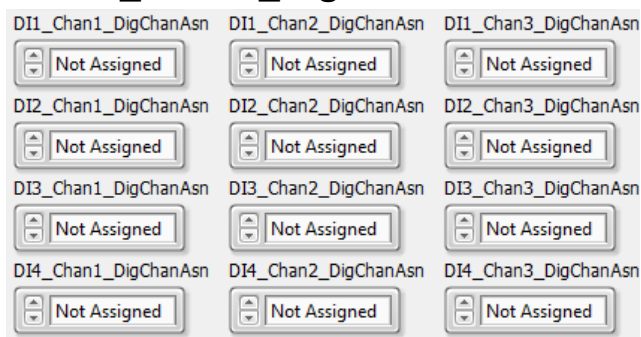 DI1_Chan1_DigChanAsn DI1_Chan2_DigChanAsn DI1_Chan3_DigChanAsn
Not Assigned Not Assigned Not Assigned
DI2_Chan1_DigChanAsn DI2_Chan2_DigChanAsn DI2_Chan3_DigChanAsn
Not Assigned Not Assigned Not Assigned
DI3_Chan1_DigChanAsn DI3_Chan2_DigChanAsn DI3_Chan3_DigChanAsn
Not Assigned Not Assigned Not Assigned
DI4_Chan1_DigChanAsn DI4_Chan2_DigChanAsn DI4_Chan3_DigChanAsn
Not Assigned Not Assigned Not Assigned